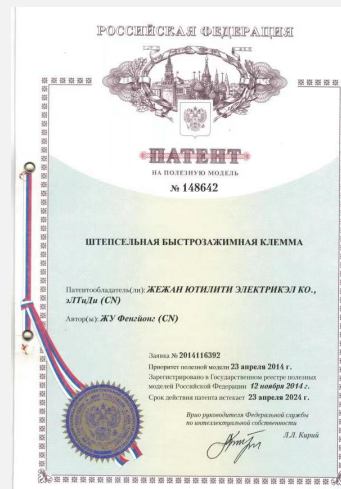 РОССИЙСКАЯ ФЕДЕРАЦИЯ
ПАТЕНТ
НА ПОЛЕЗНУЮ МОДЕЛЬ
№ 148642
ШТЕПСЕЛЬНАЯ БЫСТРОЗАЖИМНАЯ КЛЕММА
Патентообладатель(ли): ЖЕЖАН ЮТИЛИТИ ЭЛЕКТРИКЭЛ КО.,
эЛТиДи (CN)
Автор(ы): ЖУ Фенгйонг (CN)
Заявка № 2014116392
Приоритет полезной модели 23 апреля 2014 г.
Зарегистрировано в Государственном реестре полезных
моделей Российской Федерации 12 ноября 2014 г.
Срок действия патента истекает 23 апреля 2024 г.
Врио руководителя Федеральной службы
по интеллектуальной собственности
Л.Л. Кирий